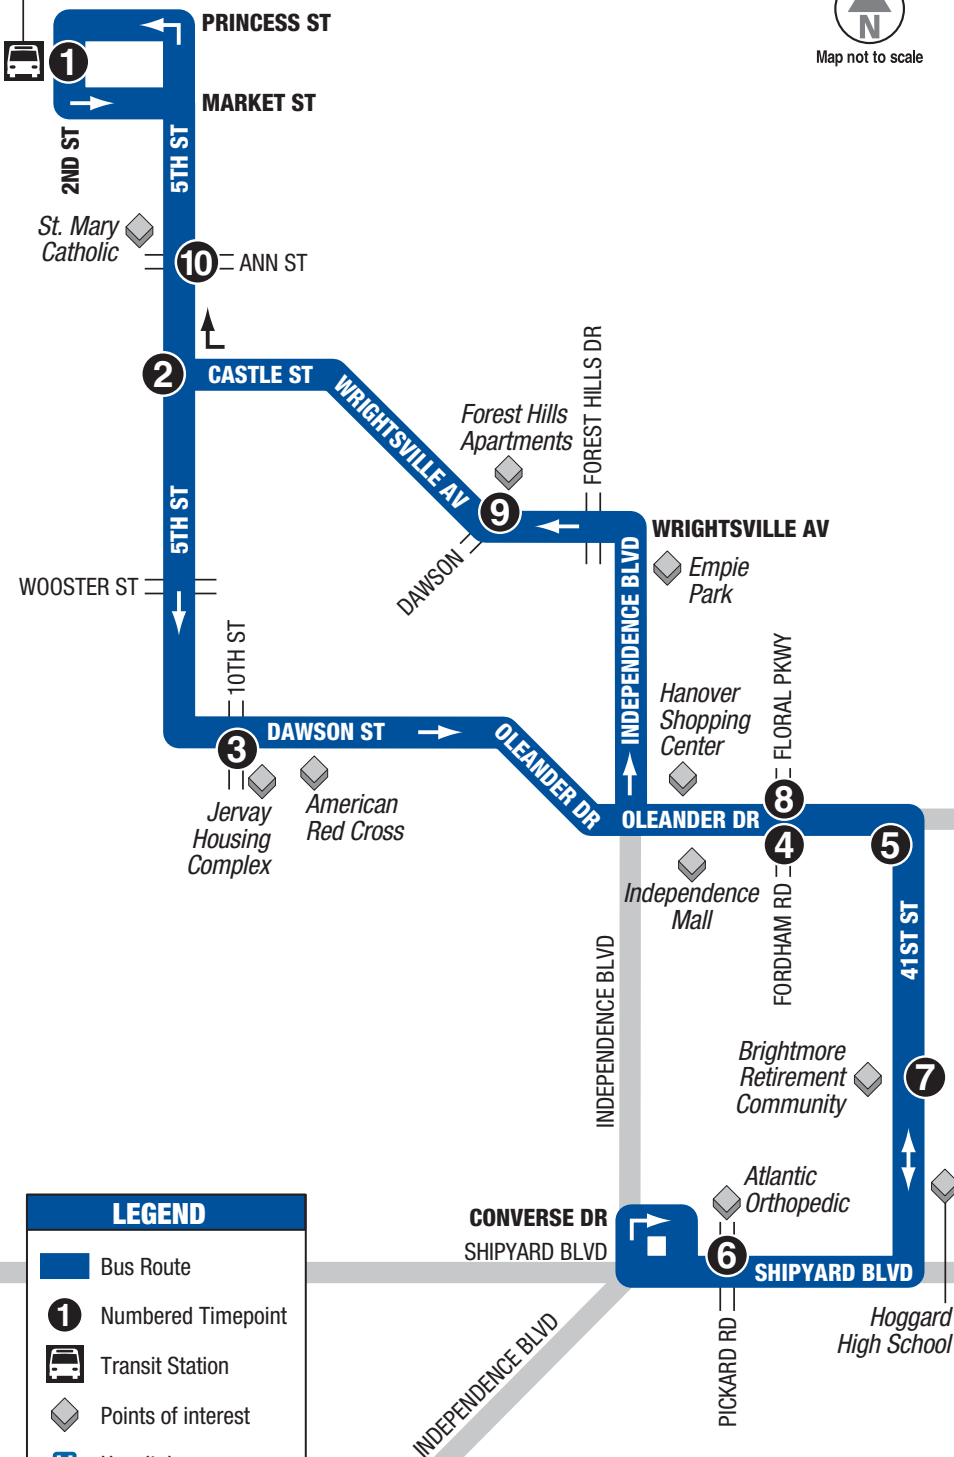 PRINCESS ST
N
Map not to scale
1
MARKET ST
2ND ST
5TH ST
St. Mary
Catholic
10
ANN ST
2
CASTLE ST
WRIGHTSVILLE AV
Forest Hills
Apartments
FOREST HILLS DR
9
WRIGHTSVILLE AV
DAWSON
5TH ST
WOOSTER ST
INDEPENDENCE BLVD
Empie
Park
10TH ST
3
DAWSON ST
OLEANDER DR
Hanover
Shopping
Center
FLORAL PKWY
Jervay
Housing
Complex
American
Red Cross
8
OLEANDER DR
4
5
Independence
Mall
FORDHAM RD
41ST ST
INDEPENDENCE BLVD
Brightmore
Retirement
Community
7
Atlantic
Orthopedic
CONVERSE DR
SHIPYARD BLVD
6
SHIPYARD BLVD
Hoggard
High School
PICKARD RD
INDEPENDENCE BLVD
LEGEND
Bus Route
1
Numbered Timepoint
Transit Station
Points of interest